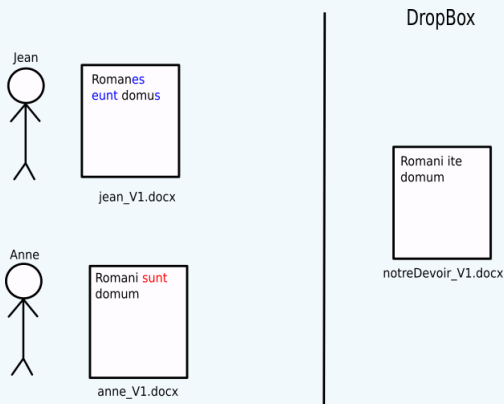 DropBox
Jean
Romanes
eunt domus
jean_V1.docx
Romani ite
domum
notreDevoir_V1.docx
Anne
Romani sunt
domum
anne_V1.docx